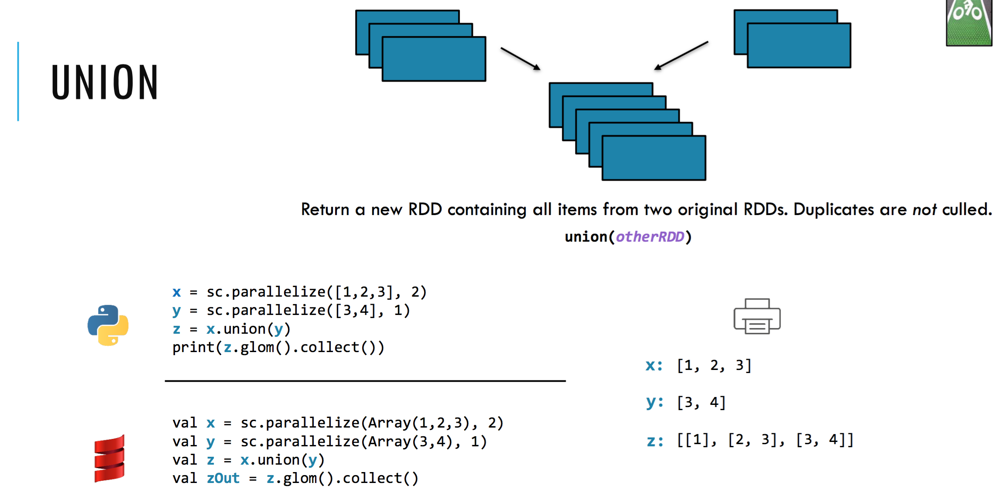 UNION
Return a new RDD containing all items from two original RDDs. Duplicates are not culled.
union(otherRDD)
x = sc.parallelize([1,2,3], 2)
y = sc.parallelize([3,4], 1)
z = x.union(y)
print(z.glom().collect())
x: [1, 2, 3]
y: [3, 4]
z: [[1], [2, 3], [3, 4]]
val x = sc.parallelize(Array(1,2,3), 2)
val y = sc.parallelize(Array(3,4), 1)
val z = x.union(y)
val zOut = z.glom().collect()